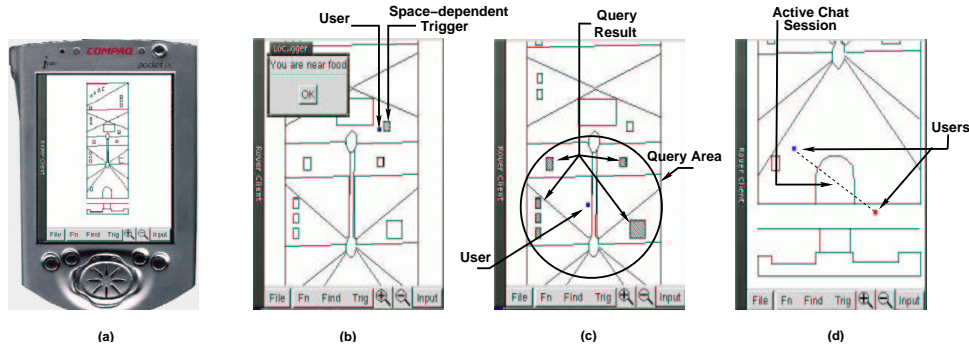 COMPAQ
pocket pc
Rover Client
File Fn Find Trig Input
(a)
User
Space-dependent
Trigger
You are near food
OK
Rover Client
File Fn Find Trig Input
(b)
Query
Result
Query Area
User
Rover Client
File Fn Find Trig Input
(c)
Active Chat
Session
Users
Rover Client
File Fn Find Trig Input
(d)